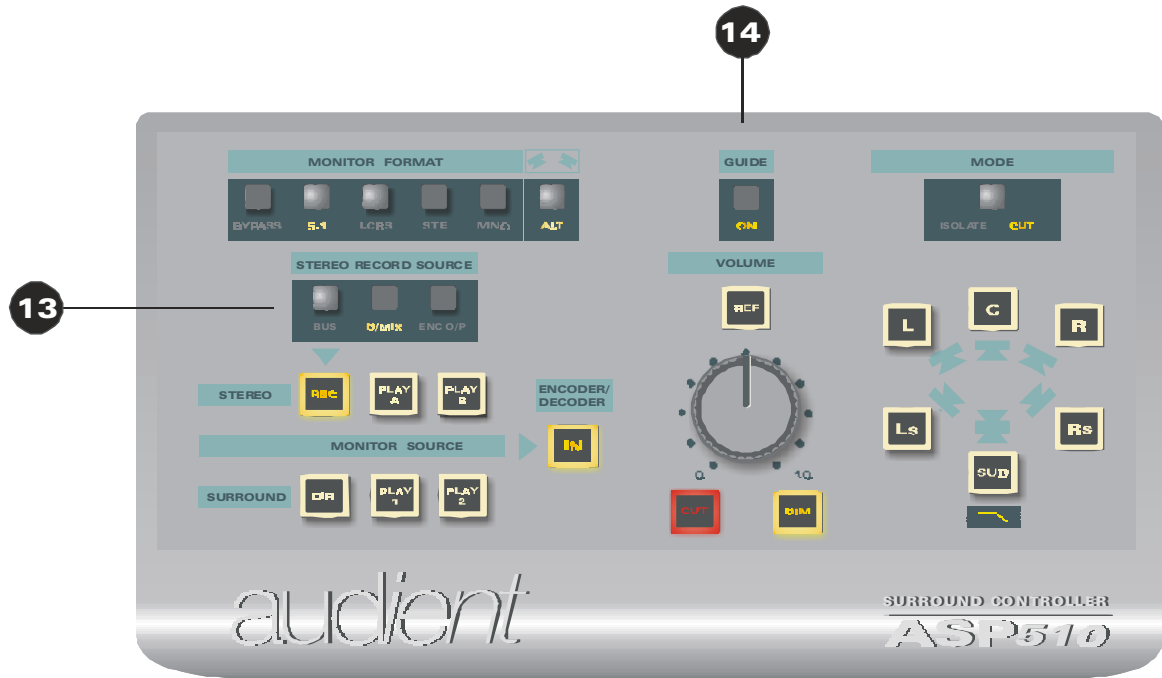 14
MONITOR FORMAT
GUIDE
MODE
BYPASS 5.1 LCRS STE MNO ALT
ON
ISOLATE CUT
STEREO RECORD SOURCE
VOLUME
13
BUS D/MIX ENC O/P
REF
L C R
STEREO
REC
PLAY A
PLAY B
ENCODER/
DECODER
MONITOR SOURCE
IN
Ls Rs
SURROUND
DIR
PLAY 1
PLAY 2
0 10
CUT
DIM
SUB
audient
SURROUND CONTROLLER
ASP510